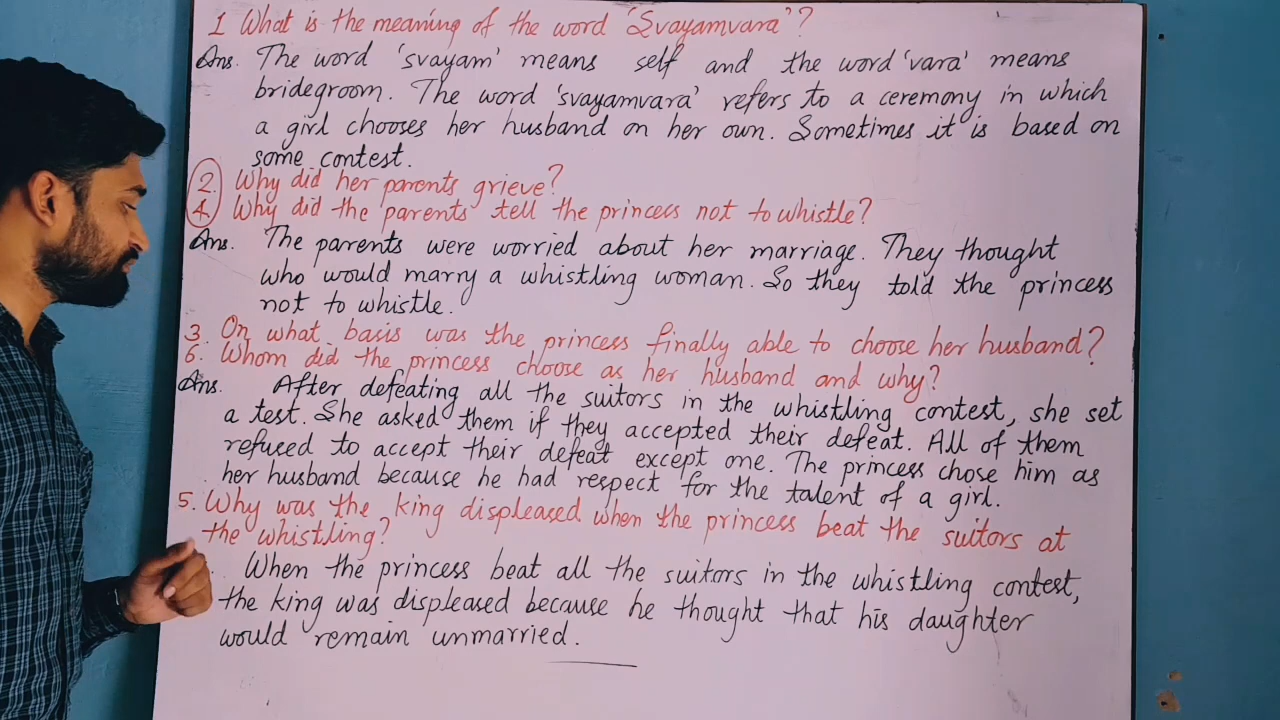 1 What is the meaning of the word 'Svayamvara'?
Ans. The word 'svayam' means self and the word 'vara' means
bridegroom. The word 'svayamvara' refers to a ceremony in which
a girl chooses her husband on her own. Sometimes it is based on
some contest.
2. Why did her parents grieve?
4. Why did the parents tell the princess not to whistle?
Ans. The parents were worried about her marriage. They thought
who would marry a whistling woman. So they told the princess
not to whistle.
3. On what basis was the princess finally able to choose her husband?
6. Whom did the princess choose as her husband and why?
Ans. After defeating all the suitors in the whistling contest, she set
a test. She asked them if they accepted their defeat. All of them
refused to accept their defeat except one. The princess chose him as
her husband because he had respect for the talent of a girl.
5. Why was the king displeased when the princess beat the suitors at
the whistling?
When the princess beat all the suitors in the whistling contest,
the king was displeased because he thought that his daughter
would remain unmarried.